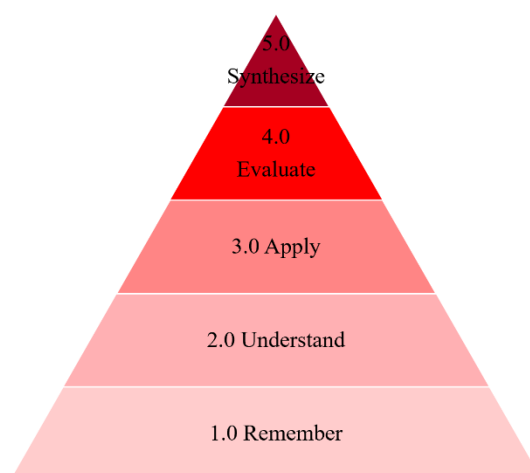 5.0
Synthesize
4.0
Evaluate
3.0 Apply
2.0 Understand
1.0 Remember